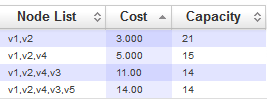 Node List Cost Capacity
v1,v2 3.000 21
v1,v2,v4 5.000 15
v1,v2,v4,v3 11.00 14
v1,v2,v4,v3,v5 14.00 14